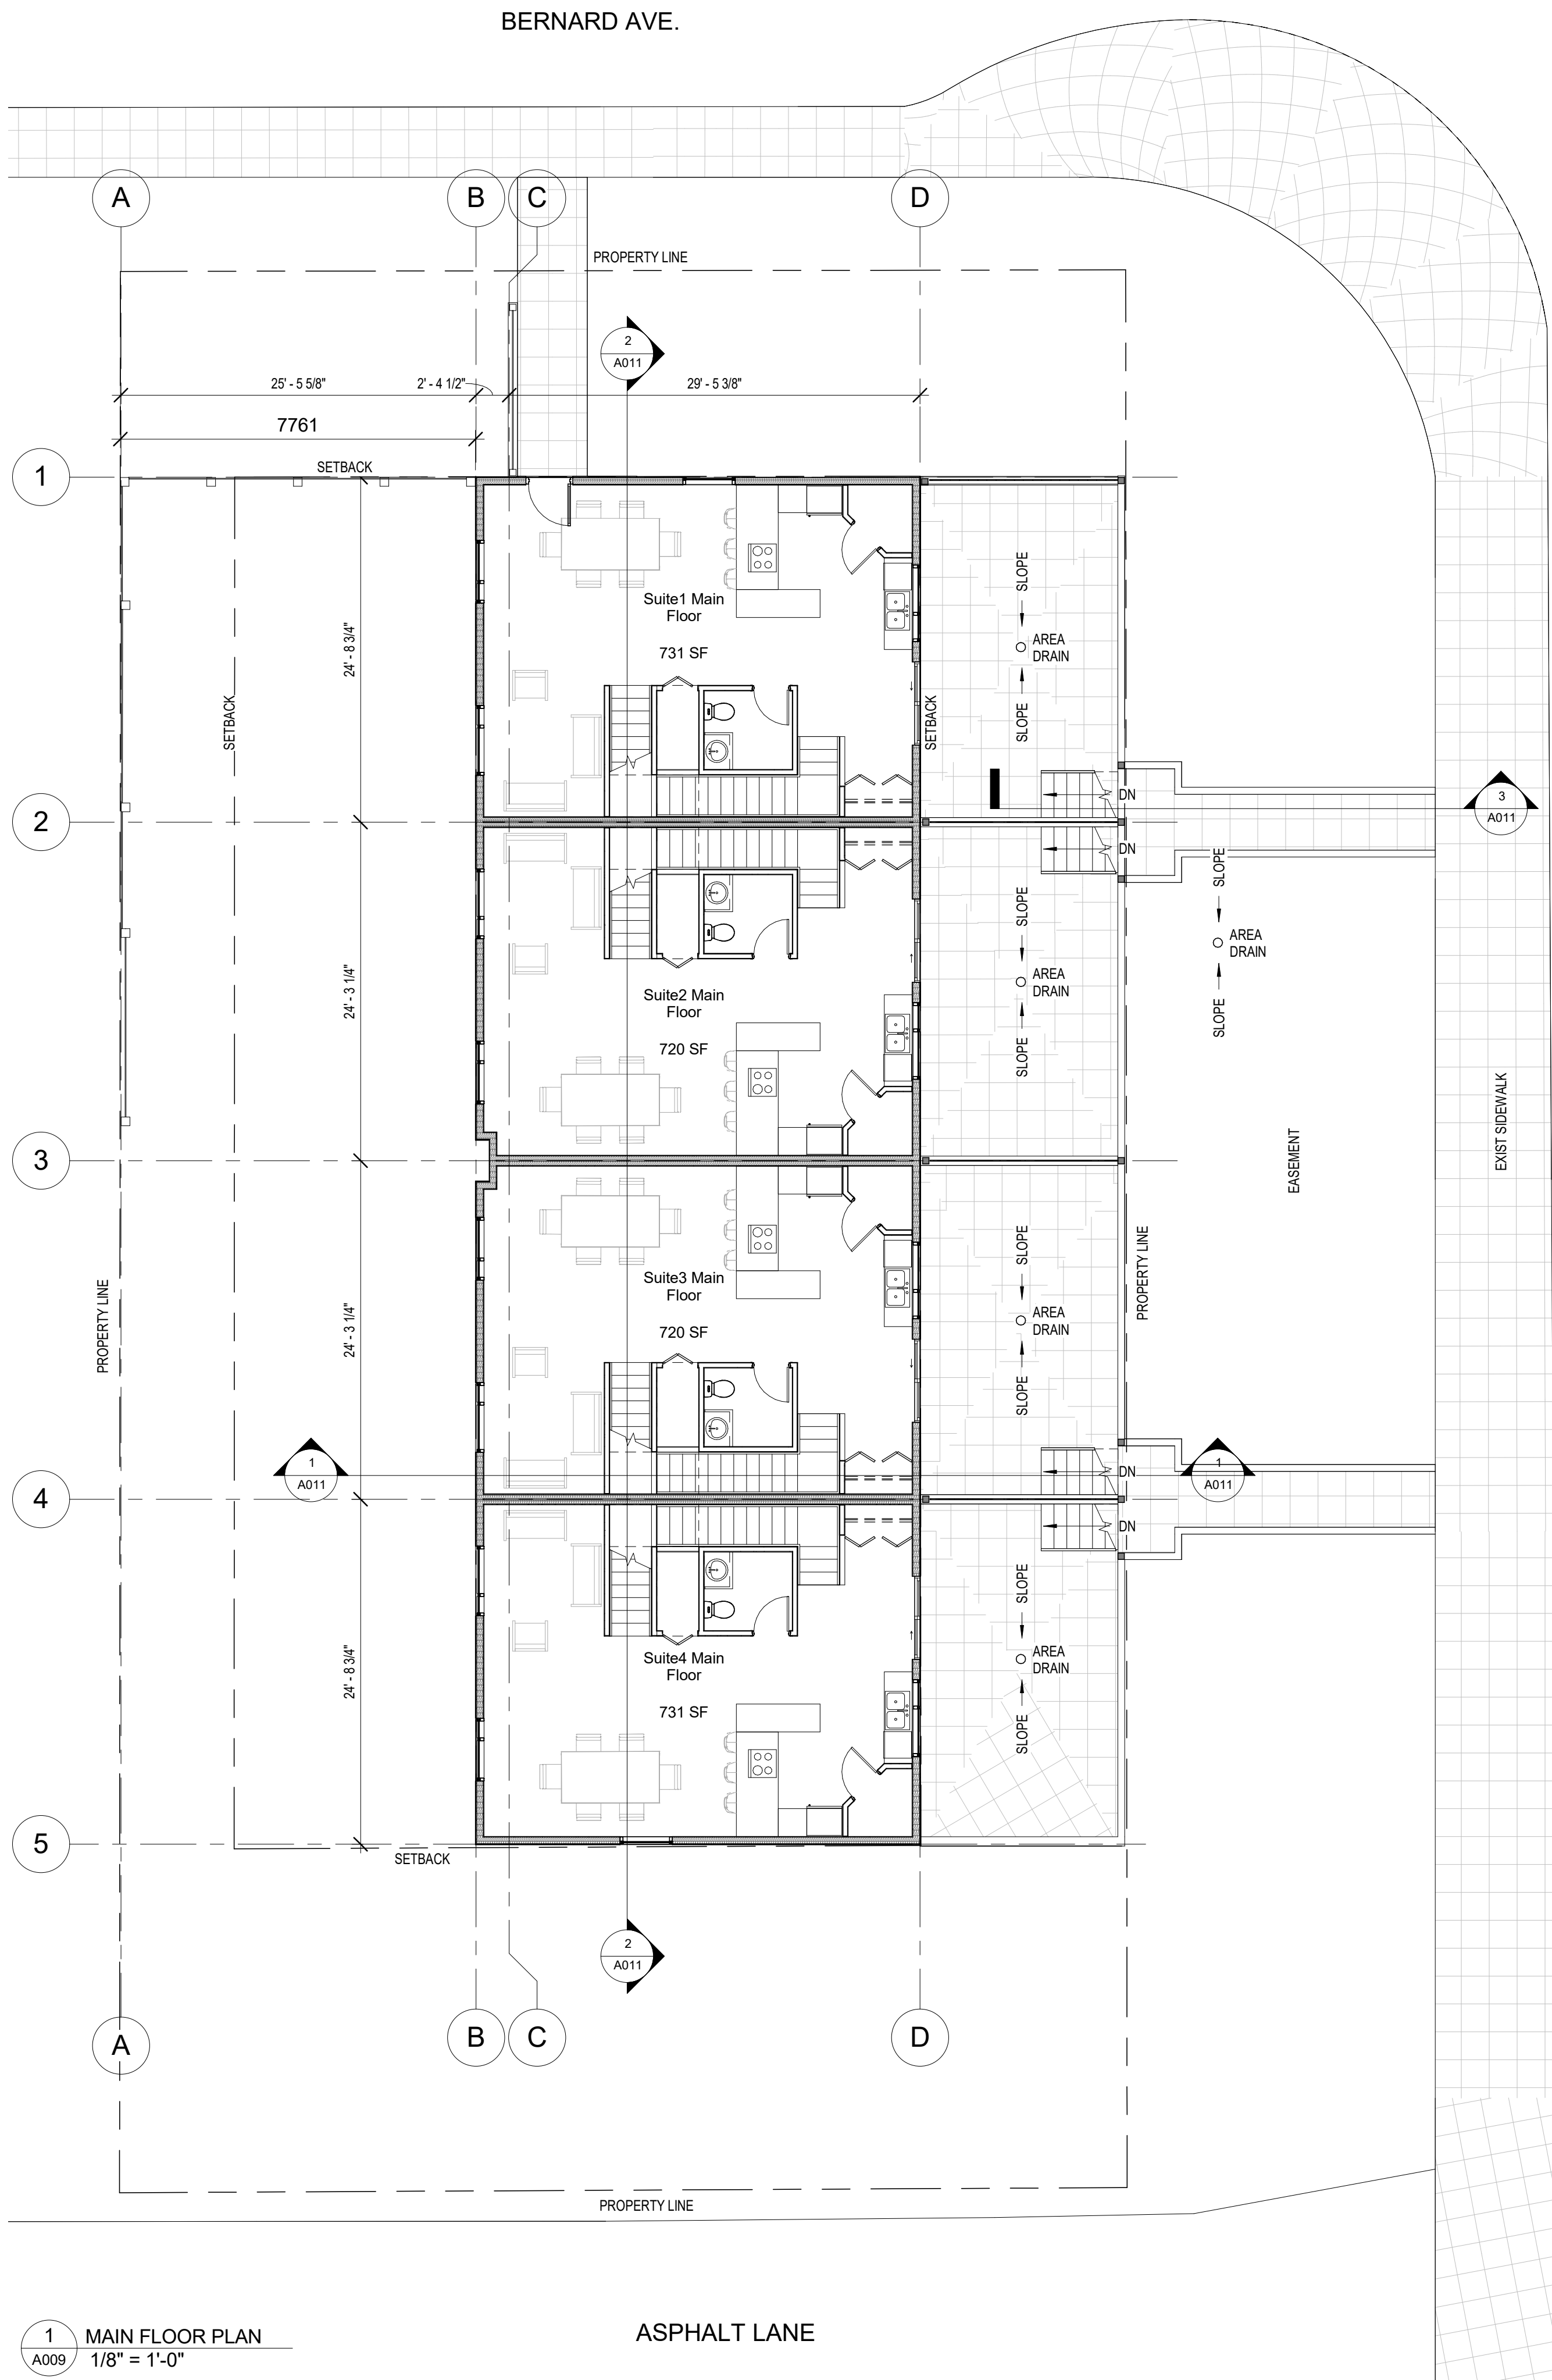 BERNARD AVE.
A
B
C
D
PROPERTY LINE
2
A011
25' - 5 5/8"
2' - 4 1/2"
29' - 5 3/8"
7761
SETBACK
1
SLOPE
Suite1 Main
Floor
731 SF
24' - 8 3/4"
AREA
DRAIN
SLOPE
SETBACK
SETBACK
DN
3
A011
2
DN
SLOPE
SLOPE
AREA
DRAIN
24' - 3 1/4"
Suite2 Main
Floor
720 SF
AREA
DRAIN
SLOPE
SLOPE
EXIST SIDEWALK
EASEMENT
3
SLOPE
PROPERTY LINE
Suite3 Main
Floor
720 SF
24' - 3 1/4"
AREA
DRAIN
PROPERTY LINE
SLOPE
1
A011
DN
1
A011
4
DN
SLOPE
Suite4 Main
Floor
731 SF
24' - 8 3/4"
AREA
DRAIN
SLOPE
5
SETBACK
2
A011
A
B
C
D
PROPERTY LINE
ASPHALT LANE
1
A009
MAIN FLOOR PLAN
1/8" = 1'-0"